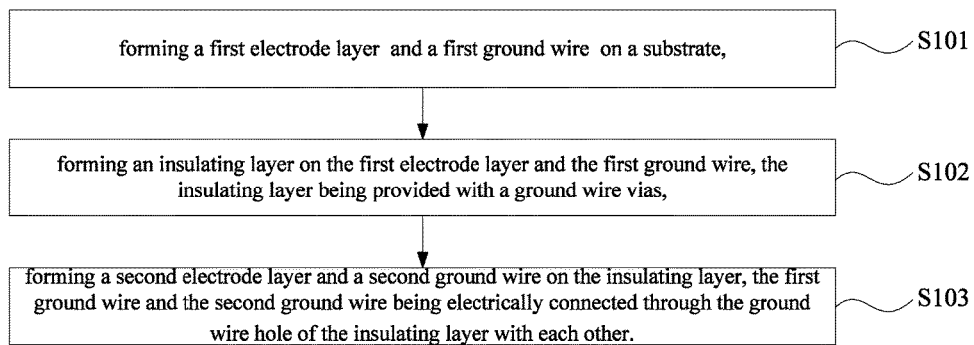 forming a first electrode layer and a first ground wire on a substrate,
S101
forming an insulating layer on the first electrode layer and the first ground wire, the
insulating layer being provided with a ground wire vias,
S102
forming a second electrode layer and a second ground wire on the insulating layer, the first
ground wire and the second ground wire being electrically connected through the ground
wire hole of the insulating layer with each other.
S103